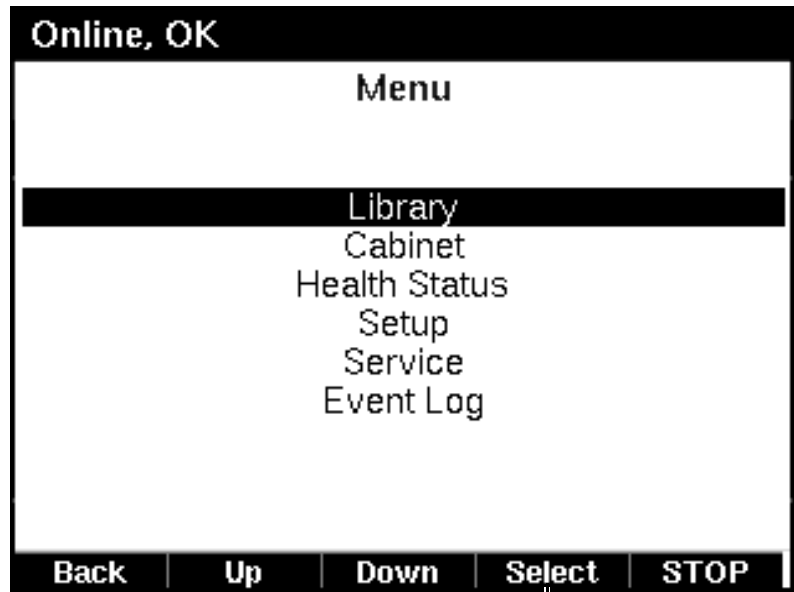 Online, OK
Menu
Library
Cabinet
Health Status
Setup
Service
Event Log
Back Up Down Select STOP